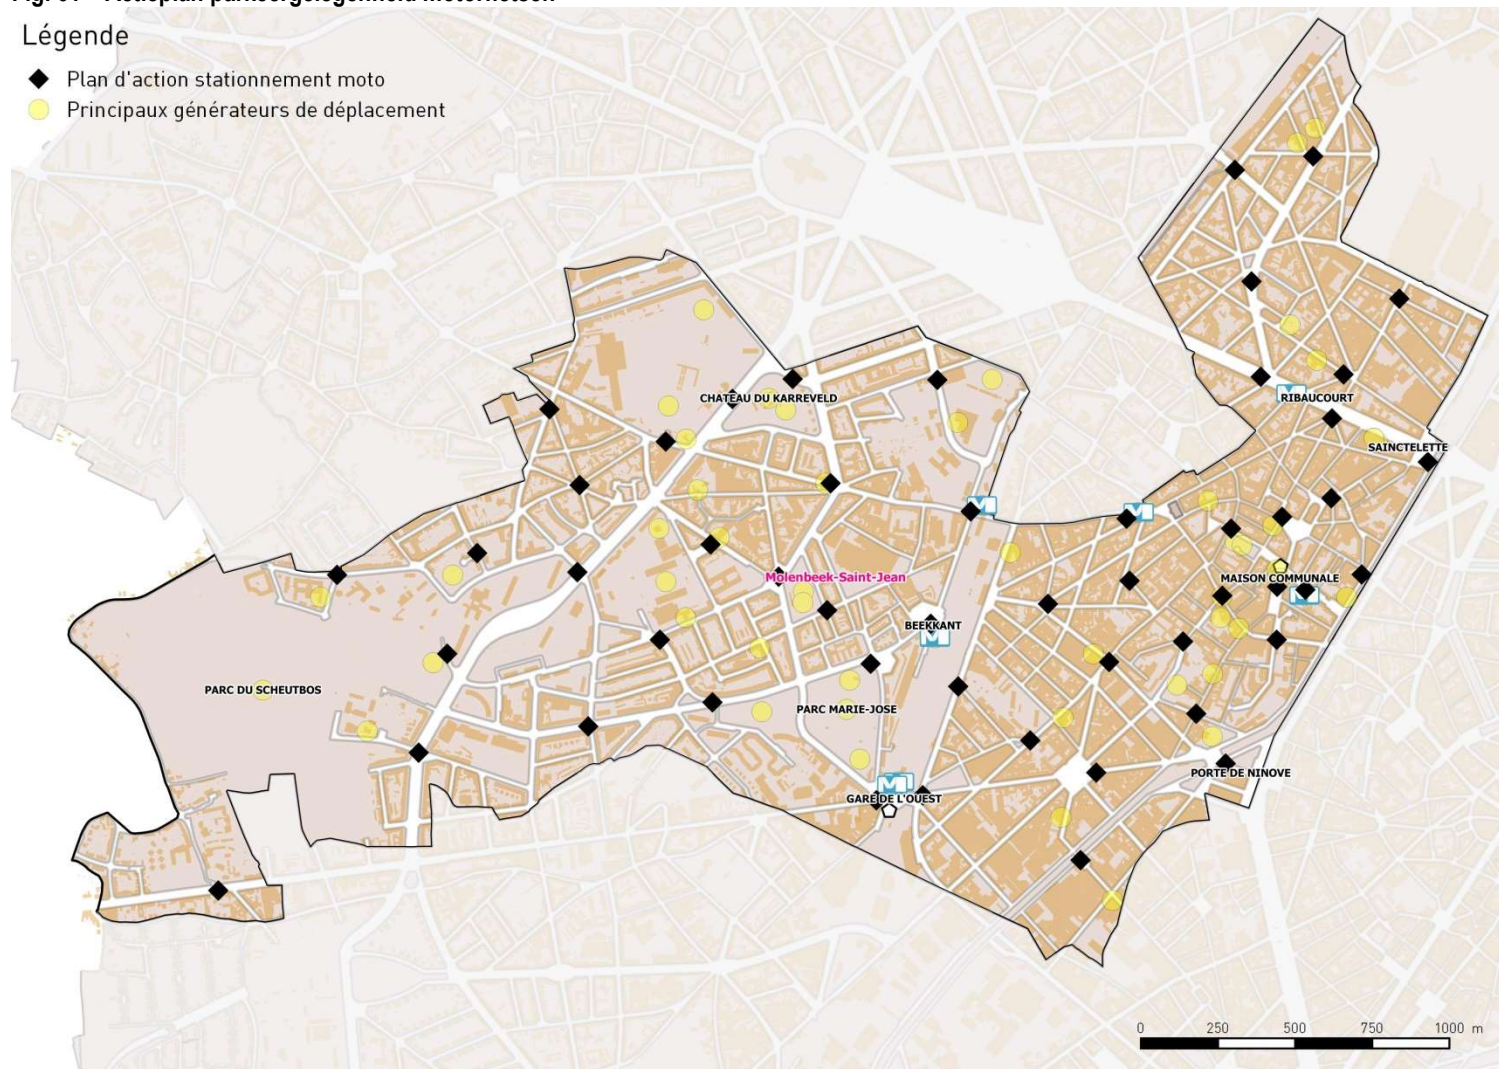 Légende
Plan d'action stationnement moto
Principaux générateurs de déplacement
CHATEAU DU KARREVELD
RIBAUCOURT
SAINCTELETTE
Molenbeek-Saint-Jean
MAISON COMMUNALE
BEEKKANT
PARC DU SCHEUTBOS
PARC MARIE-JOSE
PORTE DE NINOVE
GARE DE L'OUEST
0 250 500 750 1000 m